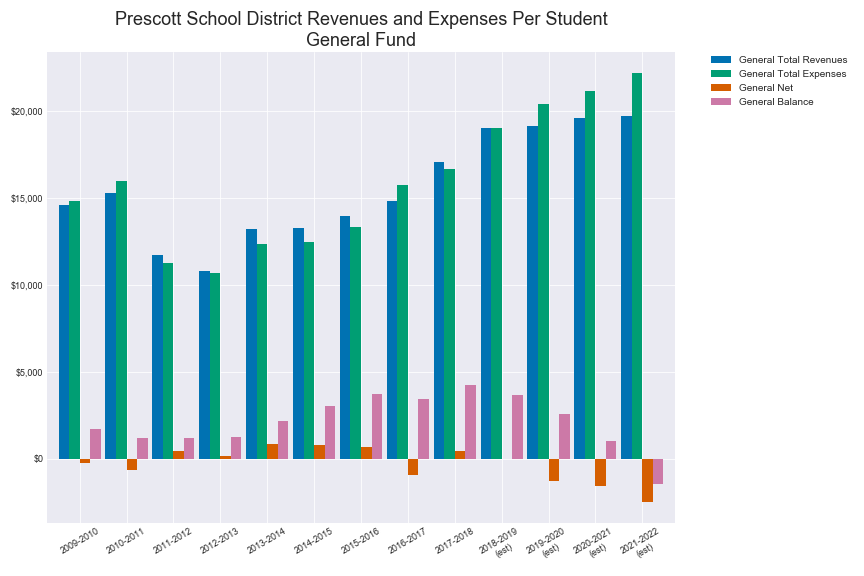 Prescott School District Revenues and Expenses Per Student
General Fund
General Total Revenues
General Total Expenses
General Net
General Balance
$20,000
$15,000
$10,000
$5,000
$0
2009-2010
2010-2011
2011-2012
2012-2013
2013-2014
2014-2015
2015-2016
2016-2017
2017-2018
2018-2019
(est)
2019-2020
(est)
2020-2021
(est)
2021-2022
(est)